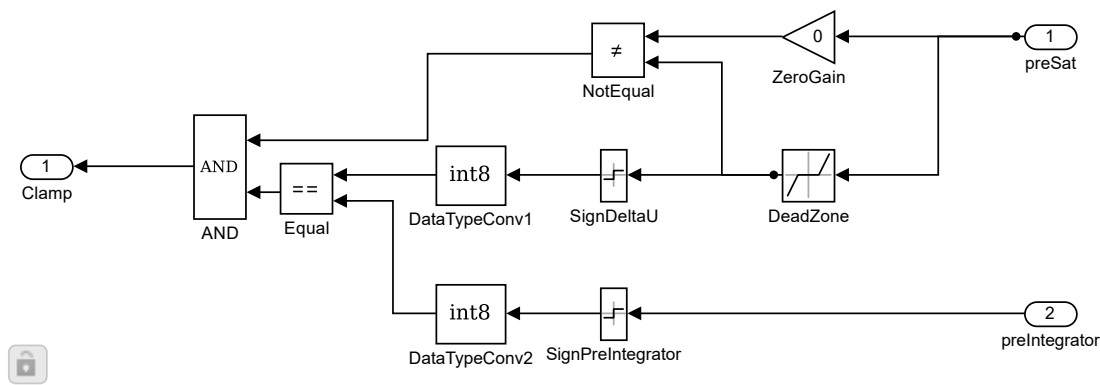 0
1
≠
ZeroGain
preSat
NotEqual
AND
int8
1
==
Clamp
DataTypeConv1
SignDeltaU
DeadZone
Equal
AND
int8
2
preIntegrator
DataTypeConv2
SignPreIntegrator